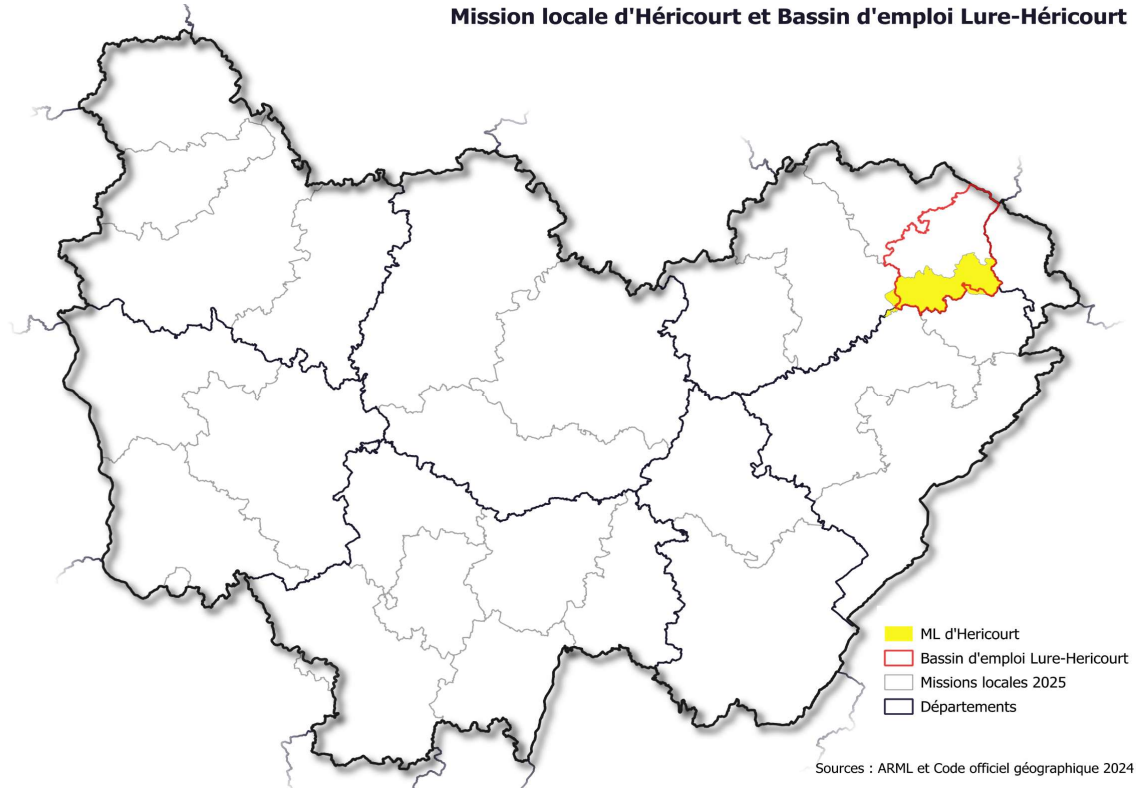 Mission locale d'Héricourt et Bassin d'emploi Lure-Héricourt
ML d'Hericourt
Bassin d'emploi Lure-Hericourt
Missions locales 2025
Départements
Sources : ARML et Code officiel géographique 2024